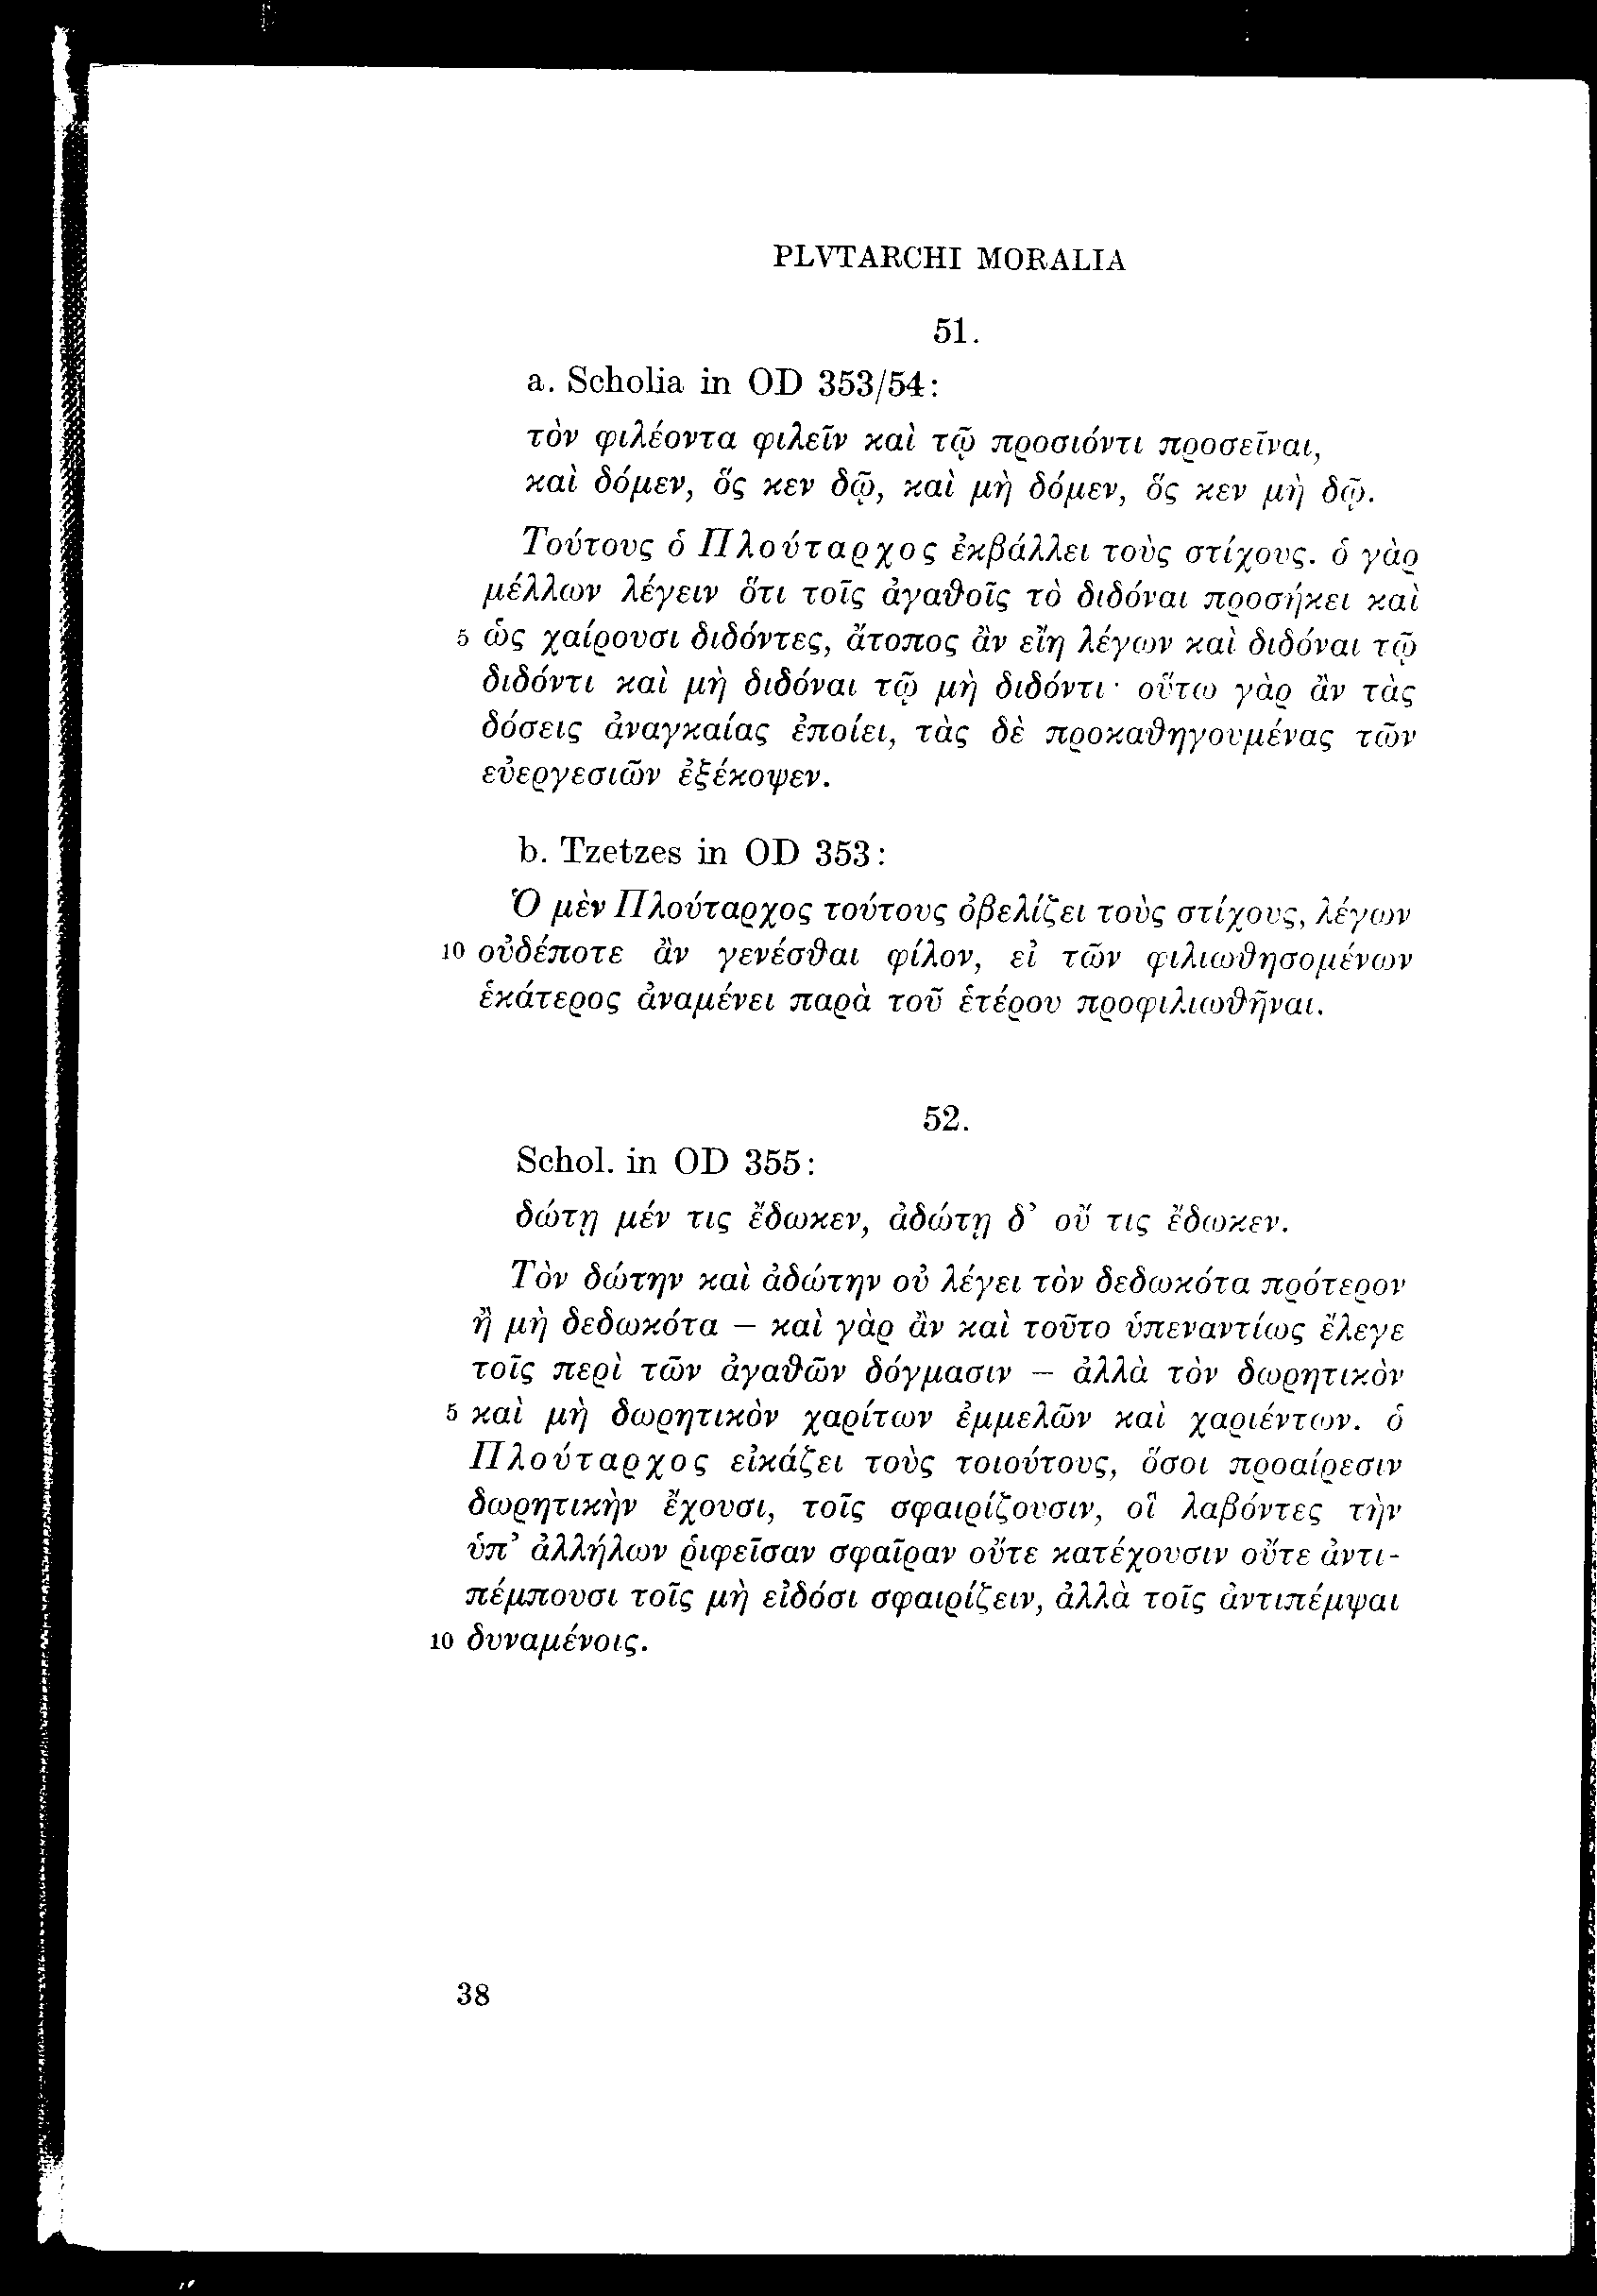 PLVTARCHI MORALIA
51.
a. Scholia in OD 353/54:
τὸν φιλέοντα φιλεῖν καὶ τῷ προσιόντι προσεῖναι,
καὶ δόμεν, ὅς κεν δῷ, καὶ μὴ δόμεν, ὅς κεν μὴ δῷ.
Τούτους ὁ Πλούταρχος ἐκβάλλει τοὺς στίχους. ὁ γὰρ
μέλλων λέγειν ὅτι τοῖς ἀγαθοῖς τὸ διδόναι προσήκει καὶ
5 ὡς χαίρουσι διδόντες, ἄτοπος ἂν εἴη λέγων καὶ διδόναι τῷ
διδόντι καὶ μὴ διδόναι τῷ μὴ διδόντι· οὕτω γὰρ ἂν τὰς
δόσεις ἀναγκαίας ἐποίει, τὰς δὲ προκαθηγουμένας τῶν
εὐεργεσιῶν ἐξέκοψεν.
b. Tzetzes in OD 353:
Ὁ μὲν Πλούταρχος τούτους ὀβελίζει τοὺς στίχους, λέγων
10 οὐδέποτε ἂν γενέσθαι φίλον, εἰ τῶν φιλιωθησομένων
ἑκάτερος ἀναμένει παρὰ τοῦ ἑτέρου προφιλιωθῆναι.
52.
Schol. in OD 355:
δώτῃ μέν τις ἔδωκεν, ἀδώτῃ δ’ οὔ τις ἔδωκεν.
Τὸν δώτην καὶ ἀδώτην οὐ λέγει τὸν δεδωκότα πρότερον
ἢ μὴ δεδωκότα – καὶ γὰρ ἂν καὶ τοῦτο ὑπεναντίως ἔλεγε
τοῖς περὶ τῶν ἀγαθῶν δόγμασιν – ἀλλὰ τὸν δωρητικὸν
5 καὶ μὴ δωρητικὸν χαρίτων ἐμμελῶν καὶ χαριέντων. ὁ
Πλούταρχος εἰκάζει τοὺς τοιούτους, ὅσοι προαίρεσιν
δωρητικὴν ἔχουσι, τοῖς σφαιρίζουσιν, οἳ λαβόντες τὴν
ὑπ’ ἀλλήλων ῥιφεῖσαν σφαῖραν οὔτε κατέχουσιν οὔτε ἀντι-
πέμπουσι τοῖς μὴ εἰδόσι σφαιρίζειν, ἀλλὰ τοῖς ἀντιπέμψαι
10 δυναμένοις.
38